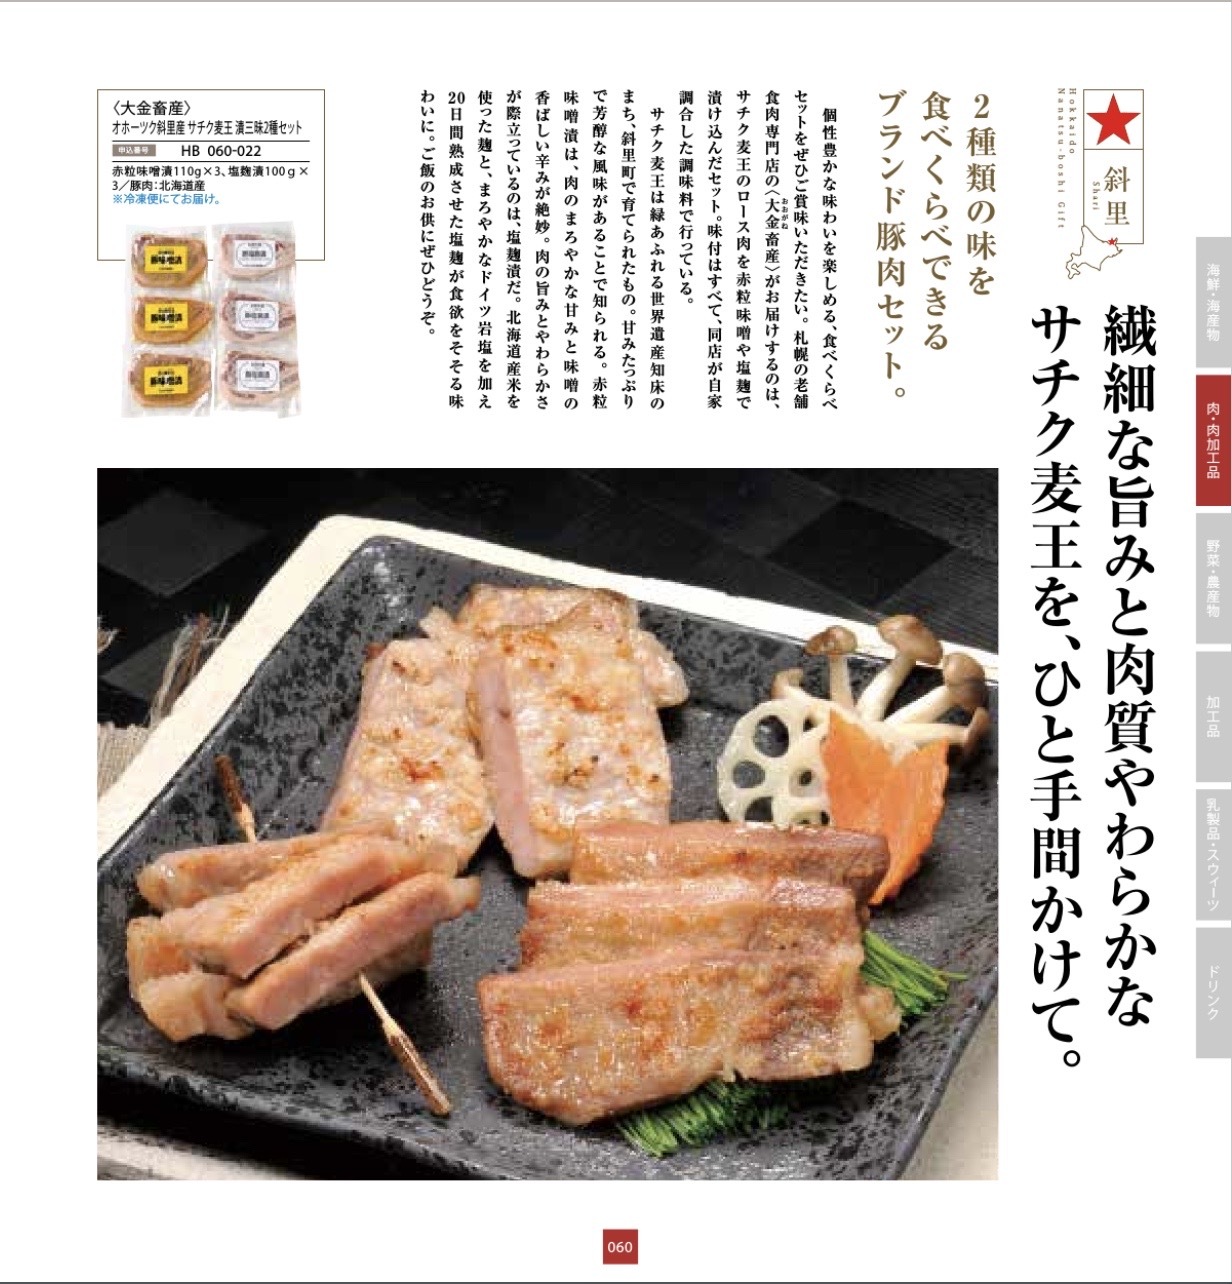 斜里
Shari
Hokkaido
Nanatsu-boshi Gift
繊細な旨みと肉質やわらかな
サチク麦王を、ひと手間かけて。
2種類の味を
食べくらべできる
ブランド豚肉セット。
個性豊かな味わいを楽しめる、食べくらべ
セットをぜひご賞味いただきたい。札幌の老舗
食肉専門店の〈大金畜産〉がお届けするのは、
おおがね
サチク麦王のロース肉を赤粒味噌や塩麹で
漬け込んだセット。味付はすべて、同店が自家
調合した調味料で行っている。
サチク麦王は緑あふれる世界遺産知床の
まち、斜里町で育てられたもの。甘みたっぷり
で芳醇な風味があることで知られる。赤粒
味噌漬は、肉のまろやかな甘みと味噌の
香ばしい辛みが絶妙。肉の旨みとやわらかさ
が際立っているのは、塩麹漬だ。北海道産米を
使った麹と、まろやかなドイツ岩塩を加え
20日間熟成させた塩麹が食欲をそそる味
わいに。ご飯のお供にぜひどうぞ。
〈大金畜産〉
オホーツク斜里産 サチク麦王 漬三昧2種セット
申込番号 HB 060-022
赤粒味噌漬110g×3、塩麹漬100g×
3／豚肉：北海道産
※冷凍便にてお届け。
豚味噌漬
豚味噌漬
豚味噌漬
海鮮・海産物
肉・肉加工品
野菜・農産物
加工品
乳製品・スウィーツ
ドリンク
060